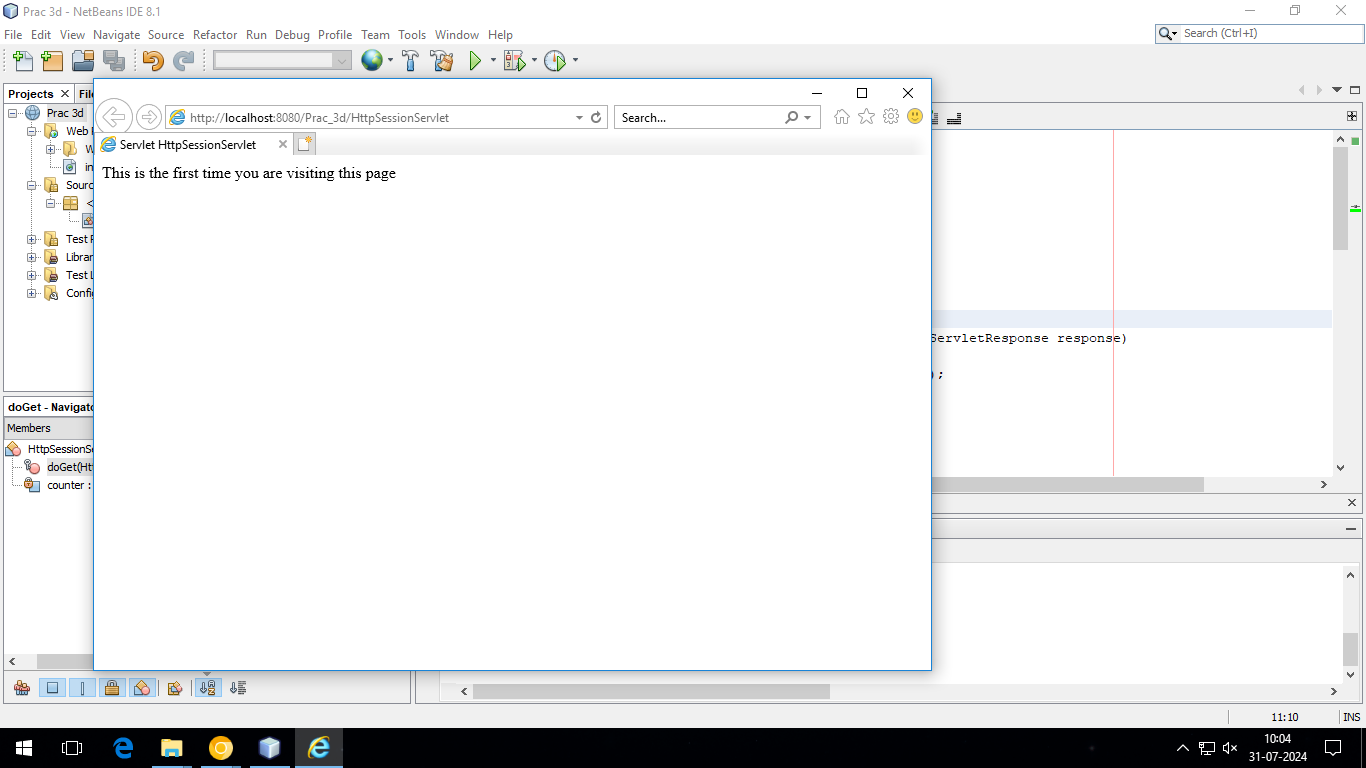 Prac 3d - NetBeans IDE 8.1
File Edit View Navigate Source Refactor Run Debug Profile Team Tools Window Help
Search (Ctrl+I)
Projects
Prac 3d
Web
Sourc
Test
Librar
Test
Config
http://localhost:8080/Prac_3d/HttpSessionServlet
Search...
Servlet HttpSessionServlet
This is the first time you are visiting this page
ServletResponse response)
);
doGet - Navigato
Members
HttpSessionS
doGet(Ht
counter :
11:10 INS
10:04
31-07-2024